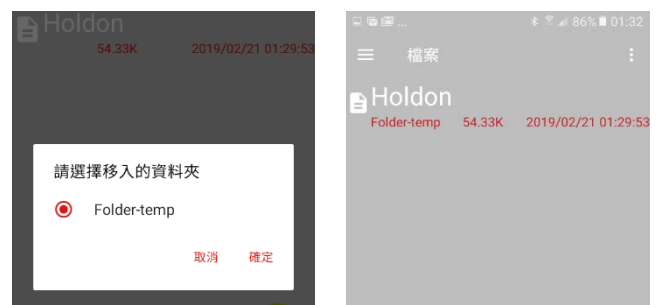 Holdon
54.33K 2019/02/21 01:29:53
請選擇移入的資料夾
Folder-temp
取消 確定
... 86% 01:32
檔案
Holdon
Folder-temp 54.33K 2019/02/21 01:29:53